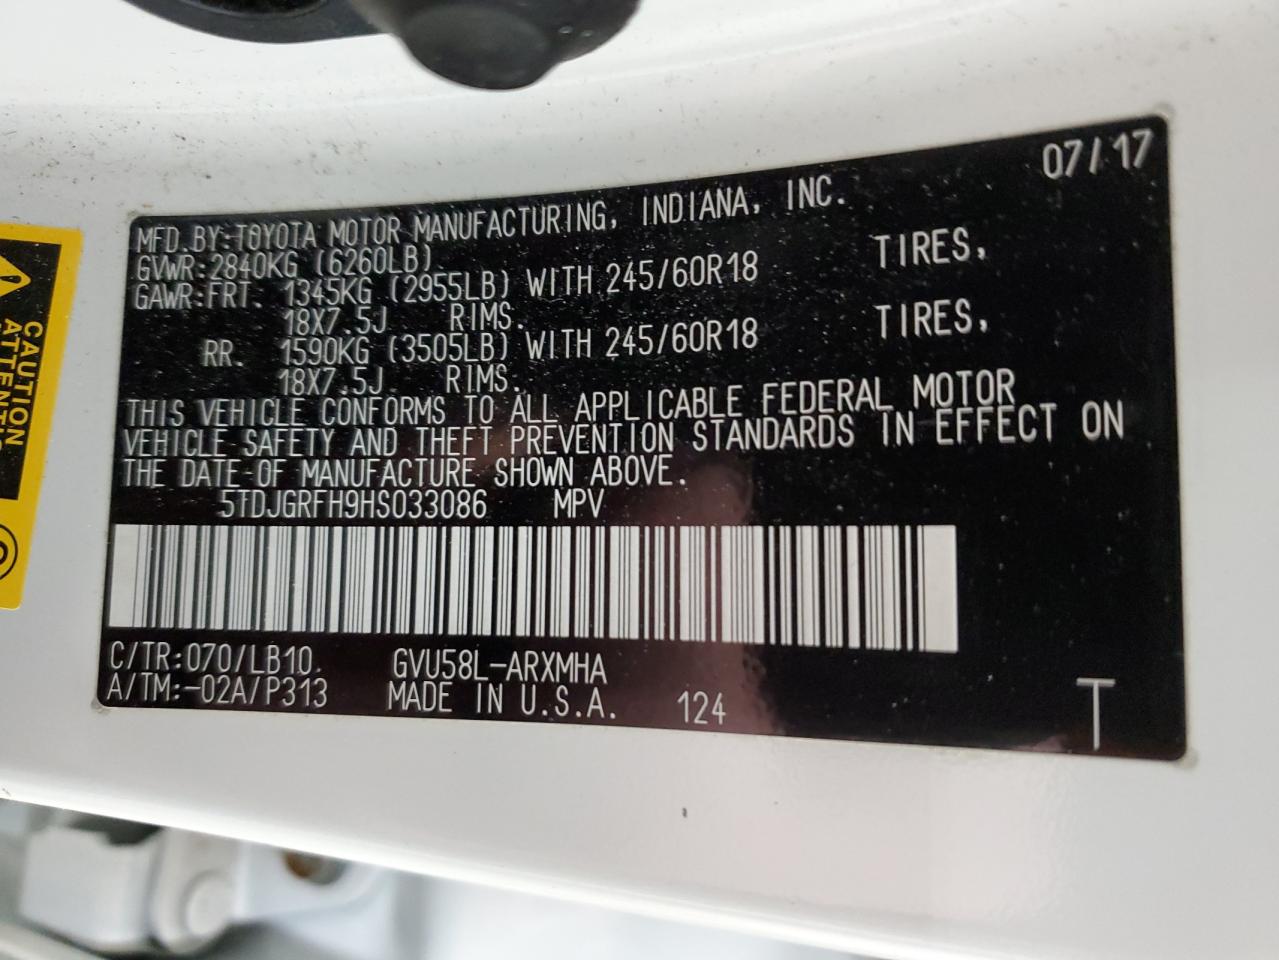 07/17
MFD.BY:TOYOTA MOTOR MANUFACTURING, INDIANA, INC.
GVWR:2840KG (6260LB)
GAWR:FRT. 1345KG (2955LB) WITH 245/60R18 TIRES,
18X7.5J RIMS.
RR. 1590KG (3505LB) WITH 245/60R18 TIRES,
18X7.5J RIMS.
THIS VEHICLE CONFORMS TO ALL APPLICABLE FEDERAL MOTOR
VEHICLE SAFETY AND THEFT PREVENTION STANDARDS IN EFFECT ON
THE DATE OF MANUFACTURE SHOWN ABOVE.
5TDJGRFH9HS033086 MPV
C/TR:070/LB10 GVU58L-ARXMHA
A/TM:-02A/P313 MADE IN U.S.A. 124 T
CAUTION